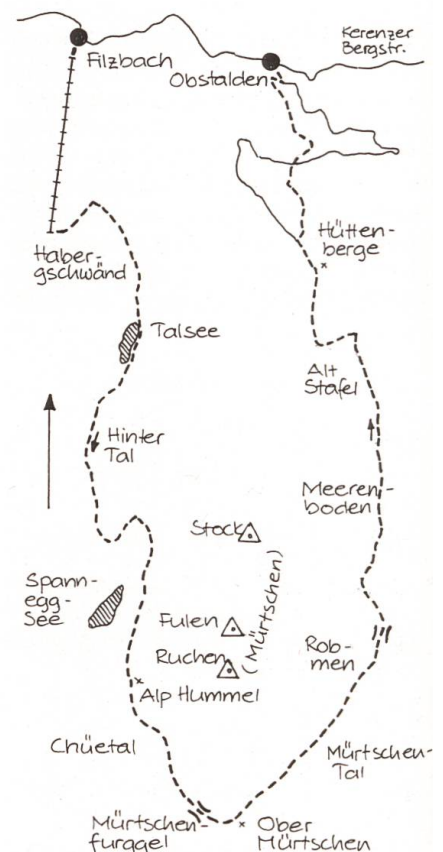 Filzbach
Kerenzer
Bergstr.
Obstalden
Haber-
gschwänd
Hütten-
berge
Talsee
Alt
Stafel
Hinter
Tal
Meeren-
boden
Stock
(Mürtschen)
Spann-
egg-
See
Fulen
Ruchen
Rob-
men
Alp Hummel
Chüetal
Mürtschen-
Tal
Mürtschen-
furggel
Ober
Mürtschen